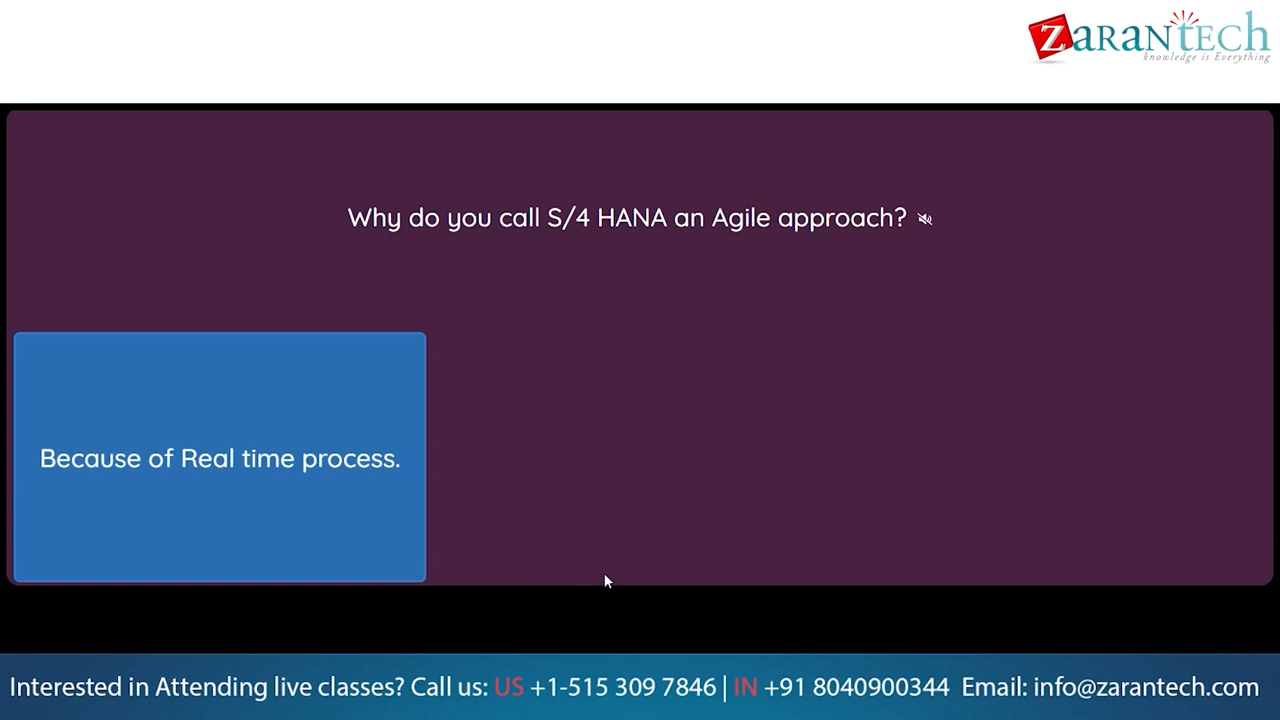 ZARANTECH
knowledge is Everything
Why do you call S/4 HANA an Agile approach?
Because of Real time process.
Interested in Attending live classes? Call us: US +1-515 309 7846 | IN +91 8040900344 Email: info@zarantech.com